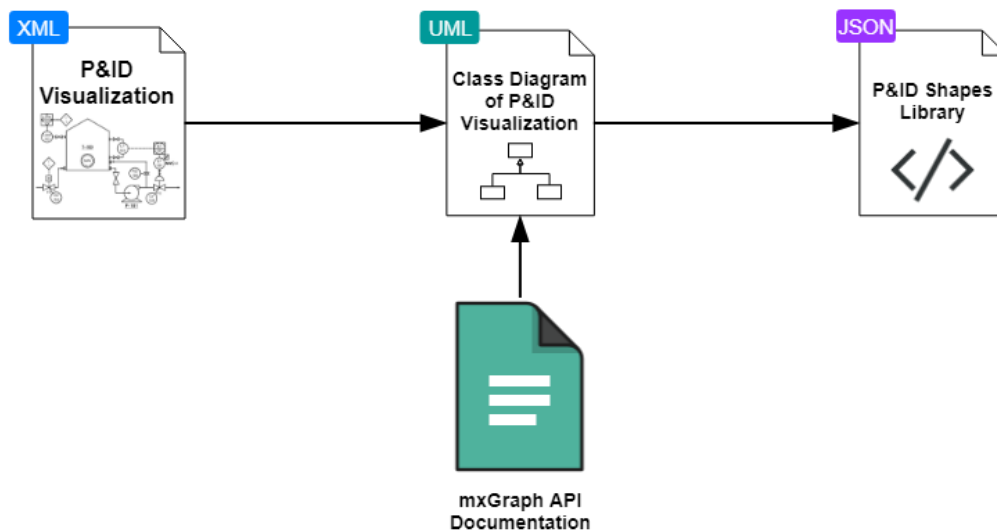 XML
P&ID
Visualization
UML
Class Diagram
of P&ID
Visualization
JSON
P&ID Shapes
Library
</>
mxGraph API
Documentation